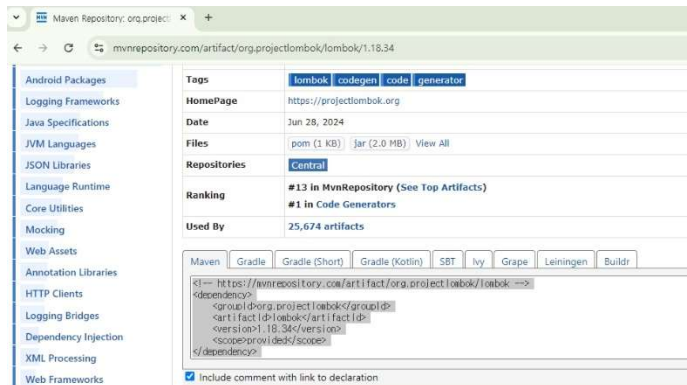 Maven Repository: org.project
mvnrepository.com/artifact/org.projectlombok/lombok/1.18.34
Android Packages
Logging Frameworks
Java Specifications
JVM Languages
JSON Libraries
Language Runtime
Core Utilities
Mocking
Web Assets
Annotation Libraries
HTTP Clients
Logging Bridges
Dependency Injection
XML Processing
Web Frameworks
Tags lombok codegen code generator
HomePage https://projectlombok.org
Date Jun 28, 2024
Files pom (1 KB) jar (2.0 MB) View All
Repositories Central
Ranking #13 in MvnRepository (See Top Artifacts)
#1 in Code Generators
Used By 25,674 artifacts
Maven Gradle Gradle (Short) Gradle (Kotlin) SBT Ivy Grape Leiningen Buildr
<!-- https://mvnrepository.com/artifact/org.projectlombok/lombok -->
<dependency>
    <groupId>org.projectlombok</groupId>
    <artifactId>lombok</artifactId>
    <version>1.18.34</version>
    <scope>provided</scope>
</dependency>
Include comment with link to declaration